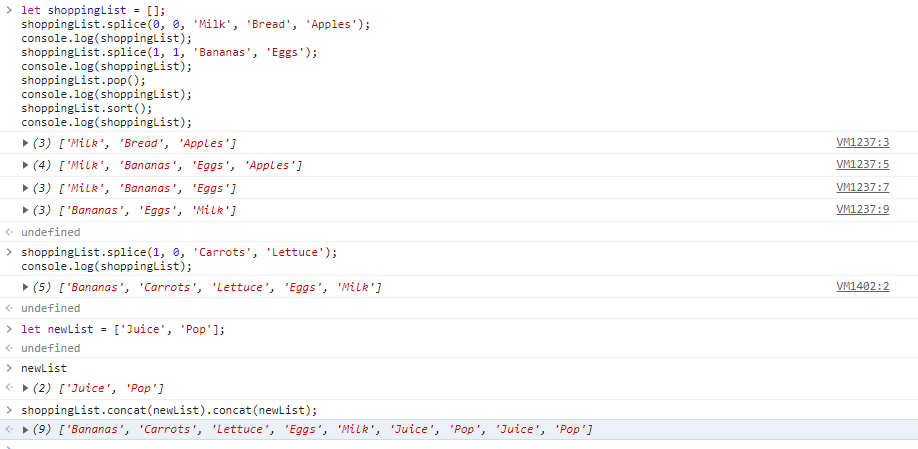 > let shoppingList = [];
shoppingList.splice(0, 0, 'Milk', 'Bread', 'Apples');
console.log(shoppingList);
shoppingList.splice(1, 1, 'Bananas', 'Eggs');
console.log(shoppingList);
shoppingList.pop();
console.log(shoppingList);
shoppingList.sort();
console.log(shoppingList);
▶ (3) ['Milk', 'Bread', 'Apples'] VM1237:3
▶ (4) ['Milk', 'Bananas', 'Eggs', 'Apples'] VM1237:5
▶ (3) ['Milk', 'Bananas', 'Eggs'] VM1237:7
▶ (3) ['Bananas', 'Eggs', 'Milk'] VM1237:9
undefined
> shoppingList.splice(1, 0, 'Carrots', 'Lettuce');
console.log(shoppingList);
▶ (5) ['Bananas', 'Carrots', 'Lettuce', 'Eggs', 'Milk'] VM1402:2
undefined
> let newList = ['Juice', 'Pop'];
undefined
> newList
▶ (2) ['Juice', 'Pop']
> shoppingList.concat(newList).concat(newList);
▶ (9) ['Bananas', 'Carrots', 'Lettuce', 'Eggs', 'Milk', 'Juice', 'Pop', 'Juice', 'Pop']